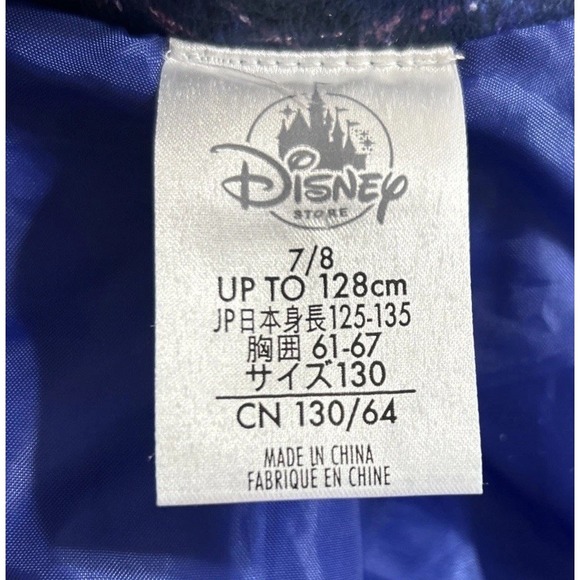 Disney
STORE
7/8
UP TO 128cm
JP日本身長125-135
胸囲 61-67
サイズ130
CN 130/64
MADE IN CHINA
FABRIQUE EN CHINE